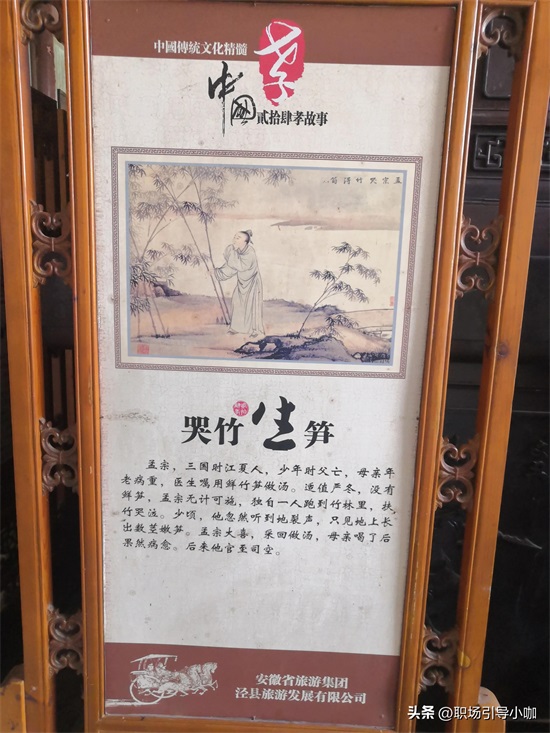 中國傳統文化精髓
孝
中國
貳拾肆孝故事
孟宗哭竹得筍
哭竹生笋
孟宗，三国时江夏人，少年时父亡，母亲年
老病重，医生嘱用鲜竹笋做汤。适值严冬，没有
鲜笋，孟宗无计可施，独自一人跑到竹林里，扶
竹哭泣。少顷，他忽然听到地裂声，只见地上长
出数茎嫩笋。孟宗大喜，采回做汤，母亲喝了后
果然病愈。后来他官至司空。
安徽省旅游集团
泾县旅游发展有限公司
头条 @职场引导小咖